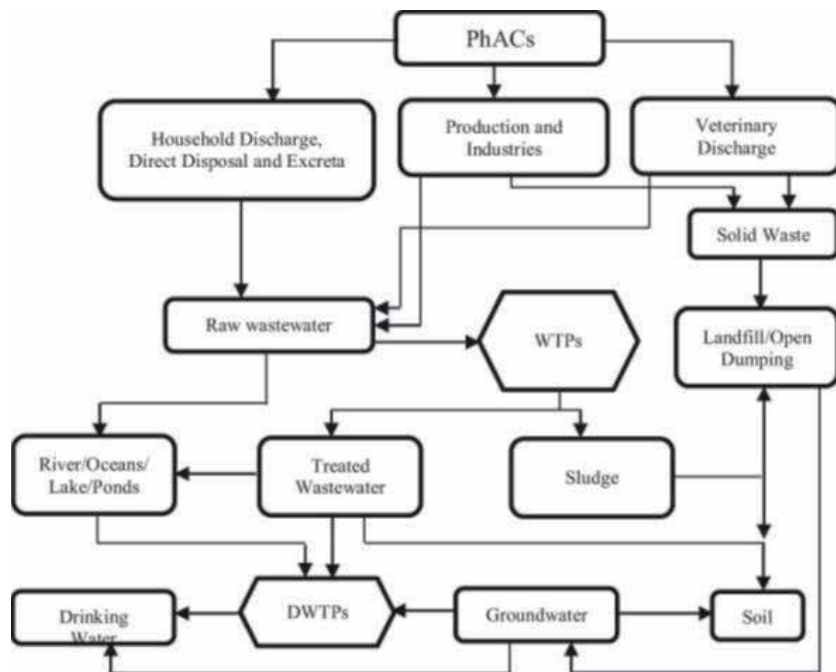 PhACs
Household Discharge,
Direct Disposal and Excreta
Production and
Industries
Veterinary
Discharge
Solid Waste
Raw wastewater
WTPs
Landfill/Open
Dumping
River/Oceans/
Lake/Ponds
Treated
Wastewater
Sludge
Drinking
Water
DWTPs
Groundwater
Soil